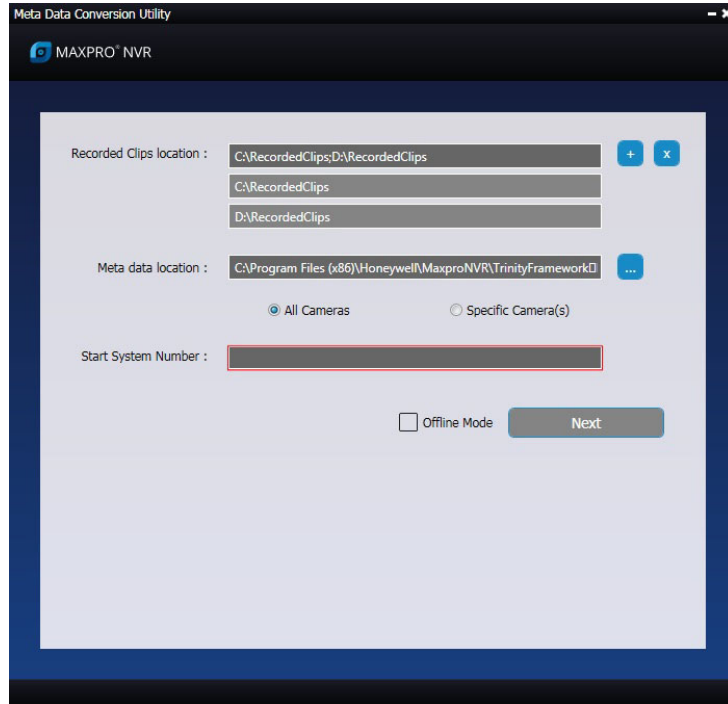 Meta Data Conversion Utility
MAXPRO® NVR
Recorded Clips location : C:\RecordedClips;D:\RecordedClips + x
C:\RecordedClips
D:\RecordedClips
Meta data location : C:\Program Files (x86)\Honeywell\MaxproNVR\TrinityFramework ...
All Cameras Specific Camera(s)
Start System Number :
Offline Mode Next